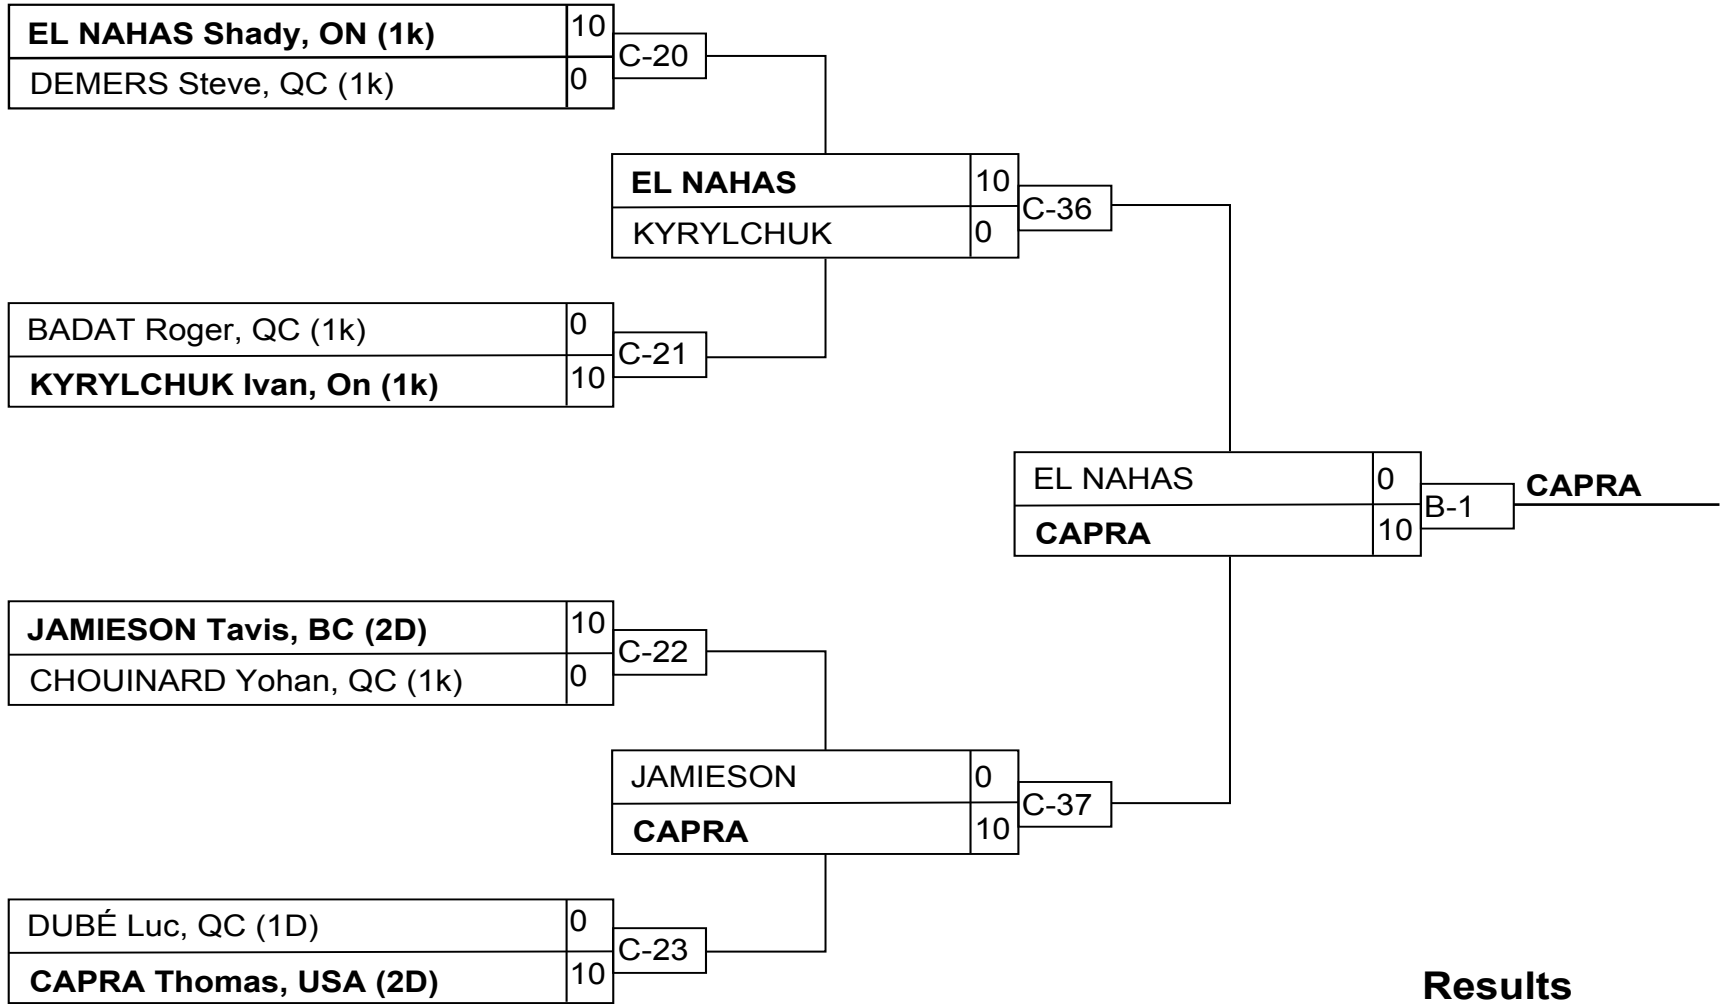 EL NAHAS Shady, ON (1k) 10
DEMERS Steve, QC (1k) 0
C-20
EL NAHAS 10
KYRYLCHUK 0
C-36
BADAT Roger, QC (1k) 0
KYRYLCHUK Ivan, On (1k) 10
C-21
EL NAHAS 0
CAPRA 10
B-1
CAPRA
JAMIESON Tavis, BC (2D) 10
CHOUINARD Yohan, QC (1k) 0
C-22
JAMIESON 0
CAPRA 10
C-37
DUBÉ Luc, QC (1D) 0
CAPRA Thomas, USA (2D) 10
C-23
Results